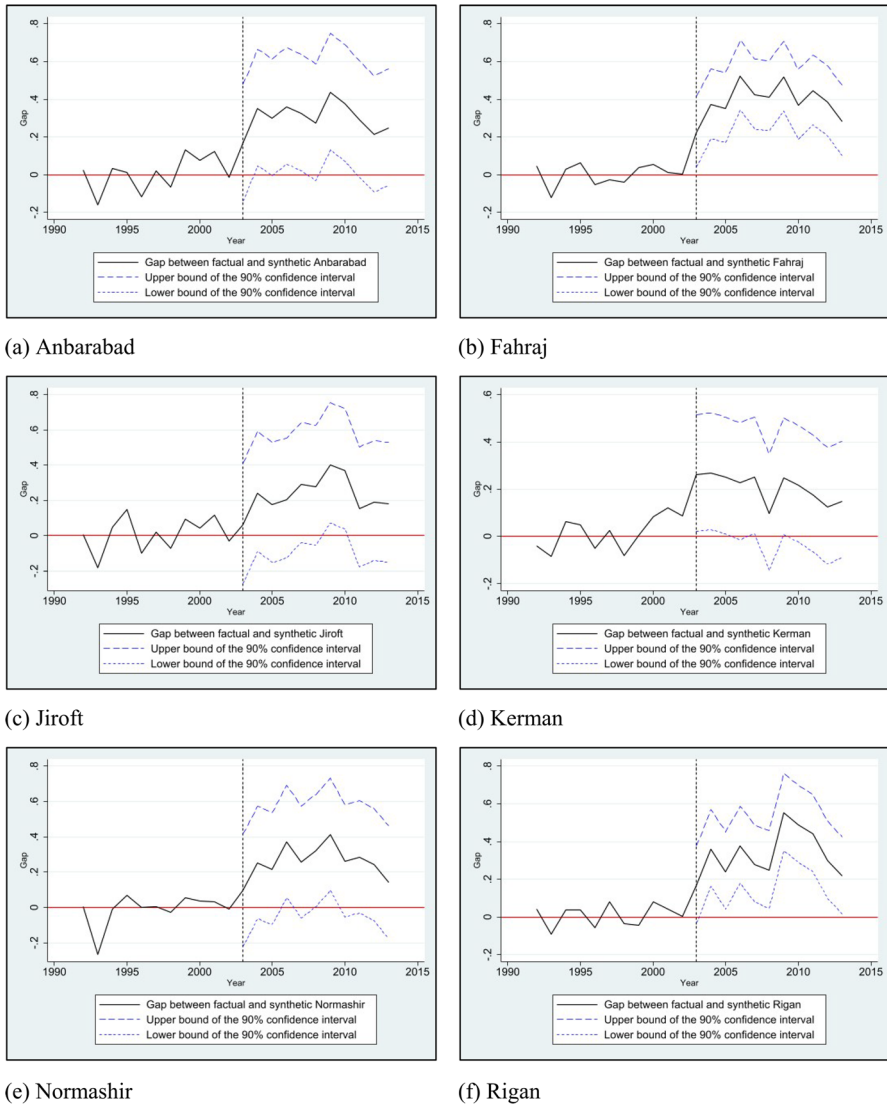 .8
.6
.4
.2
0
-.2
Gap
1990 1995 2000 2005 2010 2015
Year
Gap between factual and synthetic Anbarabad
Upper bound of the 90% confidence interval
Lower bound of the 90% confidence interval
(a) Anbarabad
.8
.6
.4
.2
0
-.2
Gap
1990 1995 2000 2005 2010 2015
Year
Gap between factual and synthetic Fahraj
Upper bound of the 90% confidence interval
Lower bound of the 90% confidence interval
(b) Fahraj
.8
.6
.4
.2
0
-.2
Gap
1990 1995 2000 2005 2010 2015
Year
Gap between factual and synthetic Jiroft
Upper bound of the 90% confidence interval
Lower bound of the 90% confidence interval
(c) Jiroft
.6
.4
.2
0
-.2
Gap
1990 1995 2000 2005 2010 2015
Year
Gap between factual and synthetic Kerman
Upper bound of the 90% confidence interval
Lower bound of the 90% confidence interval
(d) Kerman
.8
.6
.4
.2
0
-.2
Gap
1990 1995 2000 2005 2010 2015
Year
Gap between factual and synthetic Normashir
Upper bound of the 90% confidence interval
Lower bound of the 90% confidence interval
(e) Normashir
.8
.6
.4
.2
0
-.2
Gap
1990 1995 2000 2005 2010 2015
Year
Gap between factual and synthetic Rigan
Upper bound of the 90% confidence interval
Lower bound of the 90% confidence interval
(f) Rigan